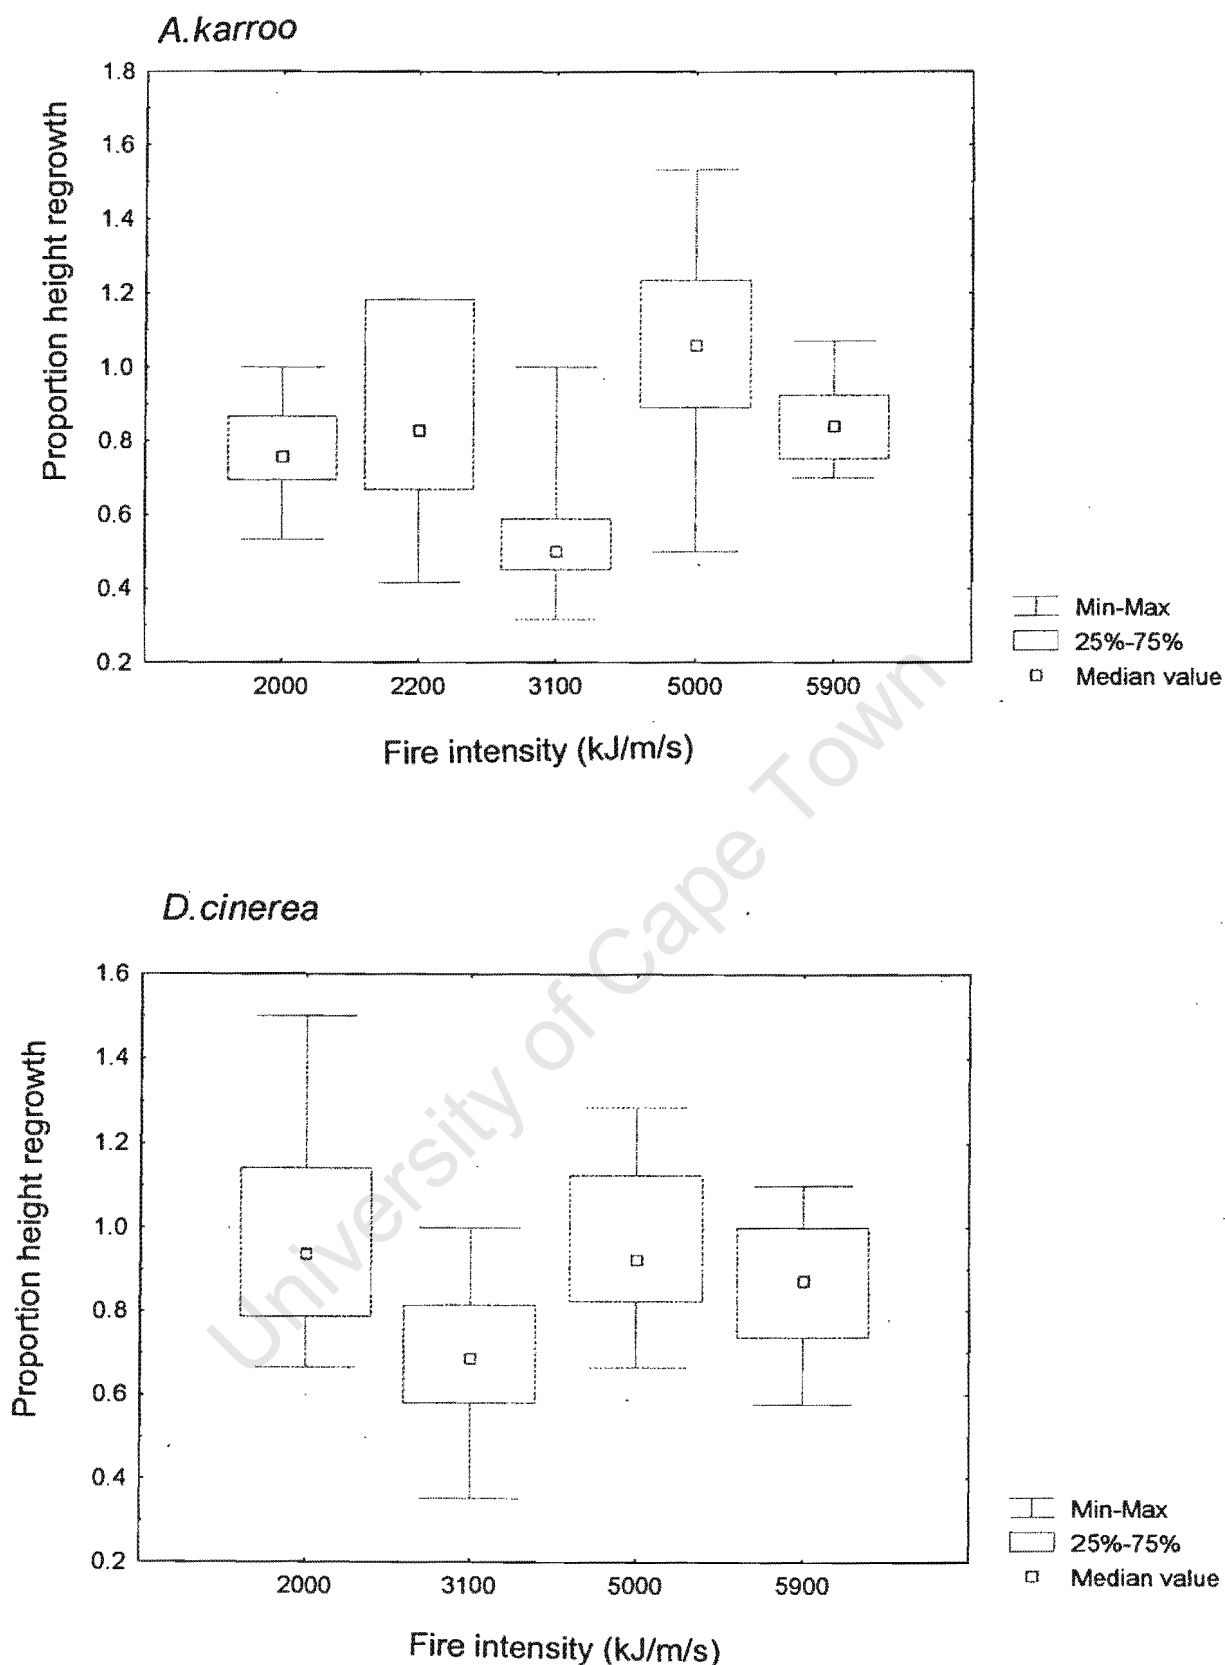 A.karroo
Proportion height regrowth
1.8
1.6
1.4
1.2
1.0
0.8
0.6
0.4
0.2
2000 2200 3100 5000 5900
Fire intensity (kJ/m/s)
Min-Max
25%-75%
Median value
University of Cape Town
D.cinerea
Proportion height regrowth
1.6
1.4
1.2
1.0
0.8
0.6
0.4
0.2
2000 3100 5000 5900
Fire intensity (kJ/m/s)
Min-Max
25%-75%
Median value